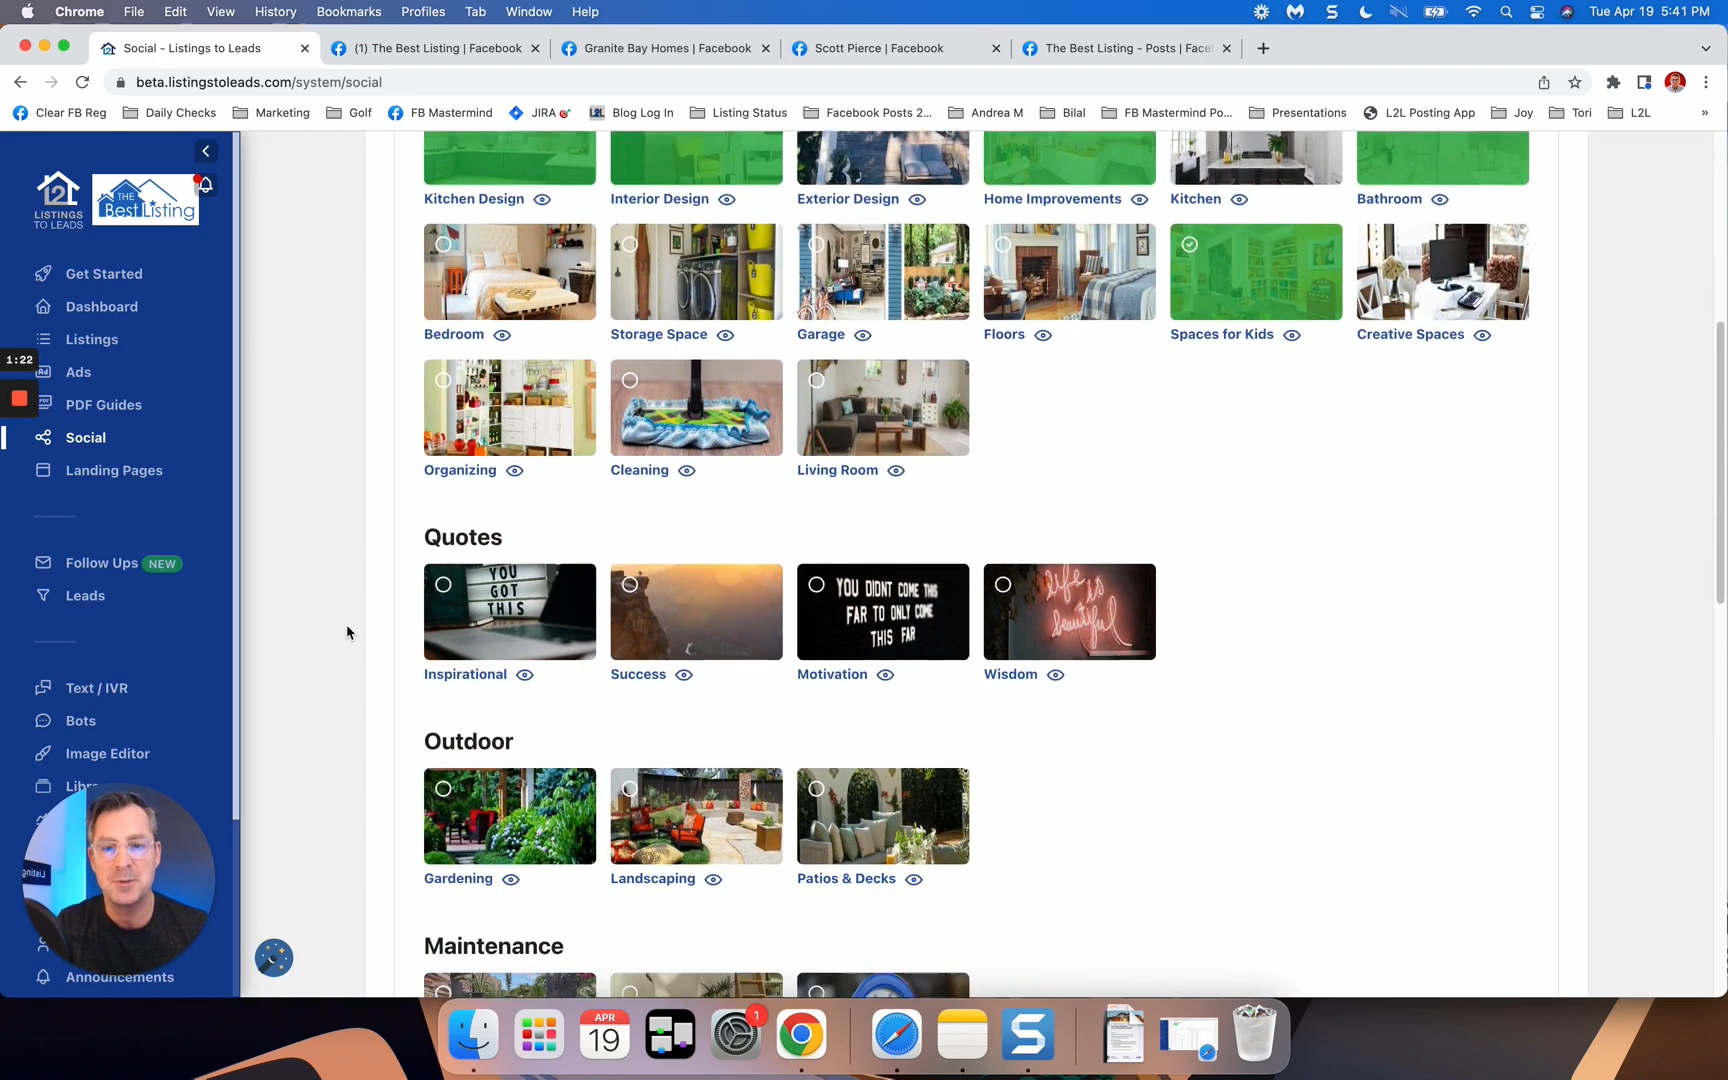 Chrome File Edit View History Bookmarks Profiles Tab Window Help
Tue Apr 19 5:41 PM
Social - Listings to Leads
(1) The Best Listing | Facebook
Granite Bay Homes | Facebook
Scott Pierce | Facebook
The Best Listing - Posts | Face
beta.listingstoleads.com/system/social
Clear FB Reg Daily Checks Marketing Golf FB Mastermind JIRA Blog Log In Listing Status Facebook Posts 2... Andrea M Bilal FB Mastermind Po... Presentations L2L Posting App Joy Tori L2L »
LISTINGS
TO LEADS
THE
Best Listing
Get Started
Dashboard
Listings
1:22
Ads
PDF Guides
Social
Landing Pages
Follow Ups NEW
Leads
Text / IVR
Bots
Image Editor
Announcements
Kitchen Design Interior Design Exterior Design Home Improvements Kitchen Bathroom
Bedroom Storage Space Garage Floors Spaces for Kids Creative Spaces
Organizing Cleaning Living Room
Quotes
YOU
GOT
THIS
YOU DIDNT COME THIS
FAR TO ONLY COME
THIS FAR
life is
beautiful
Inspirational Success Motivation Wisdom
Outdoor
Gardening Landscaping Patios & Decks
Maintenance
APR
19
1